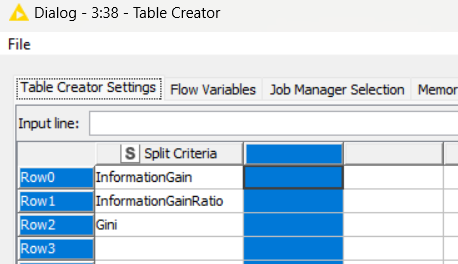 Dialog - 3:38 - Table Creator
File
Table Creator Settings Flow Variables Job Manager Selection Memor
Input line:
S Split Criteria
Row0 InformationGain
Row1 InformationGainRatio
Row2 Gini
Row3